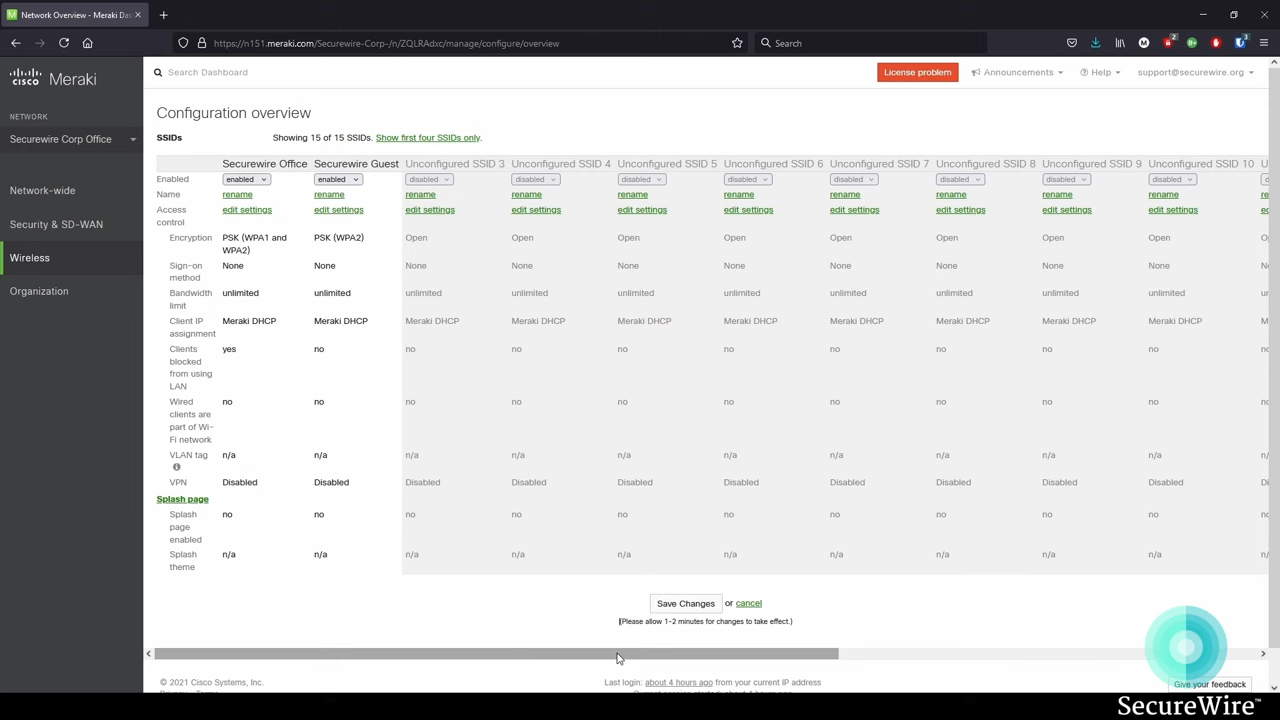 Network Overview - Meraki Da
https://n151.meraki.com/Securewire-Corp-/n/ZQLRAdxc/manage/configure/overview
Search
2
3
CISCO Meraki
Search Dashboard
License problem
Announcements
Help
support@securewire.org
NETWORK
Securewire Corp Office
Network-wide
Security & SD-WAN
Wireless
Organization
Configuration overview
SSIDs Showing 15 of 15 SSIDs. Show first four SSIDs only.
Securewire Office Securewire Guest Unconfigured SSID 3 Unconfigured SSID 4 Unconfigured SSID 5 Unconfigured SSID 6 Unconfigured SSID 7 Unconfigured SSID 8 Unconfigured SSID 9 Unconfigured SSID 10 U
Enabled enabled enabled disabled disabled disabled disabled disabled disabled disabled disabled
Name rename rename rename rename rename rename rename rename rename rename re
Access control edit settings edit settings edit settings edit settings edit settings edit settings edit settings edit settings edit settings edit settings ed
Encryption PSK (WPA1 and WPA2) PSK (WPA2) Open Open Open Open Open Open Open Open O
Sign-on method None None None None None None None None None None N
Bandwidth limit unlimited unlimited unlimited unlimited unlimited unlimited unlimited unlimited unlimited unlimited un
Client IP assignment Meraki DHCP Meraki DHCP Meraki DHCP Meraki DHCP Meraki DHCP Meraki DHCP Meraki DHCP Meraki DHCP Meraki DHCP Meraki DHCP M
Clients blocked from using LAN yes no no no no no no no no no no
Wired clients are part of Wi-Fi network no no no no no no no no no no no
VLAN tag n/a n/a n/a n/a n/a n/a n/a n/a n/a n/a n/
VPN Disabled Disabled Disabled Disabled Disabled Disabled Disabled Disabled Disabled Disabled Di
Splash page
Splash page enabled no no no no no no no no no no no
Splash theme n/a n/a n/a n/a n/a n/a n/a n/a n/a n/a n/
Save Changes or cancel
(Please allow 1-2 minutes for changes to take effect.)
© 2021 Cisco Systems, Inc.
Last login: about 4 hours ago from your current IP address
Give your feedback
SecureWire™